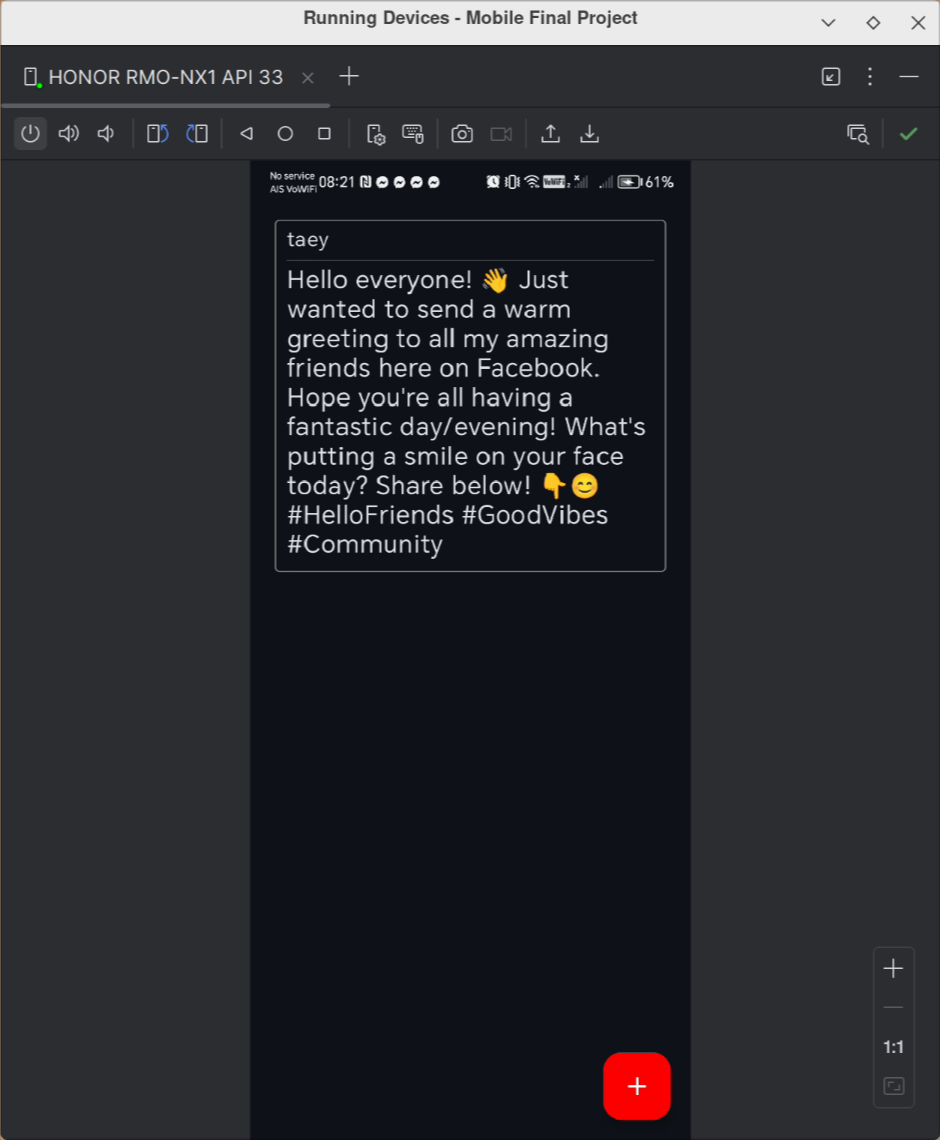 Running Devices - Mobile Final Project
HONOR RMO-NX1 API 33
No service
AIS VoWiFi
08:21
VoWiFi 2
61%
taey
Hello everyone! 👋 Just
wanted to send a warm
greeting to all my amazing
friends here on Facebook.
Hope you're all having a
fantastic day/evening! What's
putting a smile on your face
today? Share below! 👇😊
#HelloFriends #GoodVibes
#Community
1:1